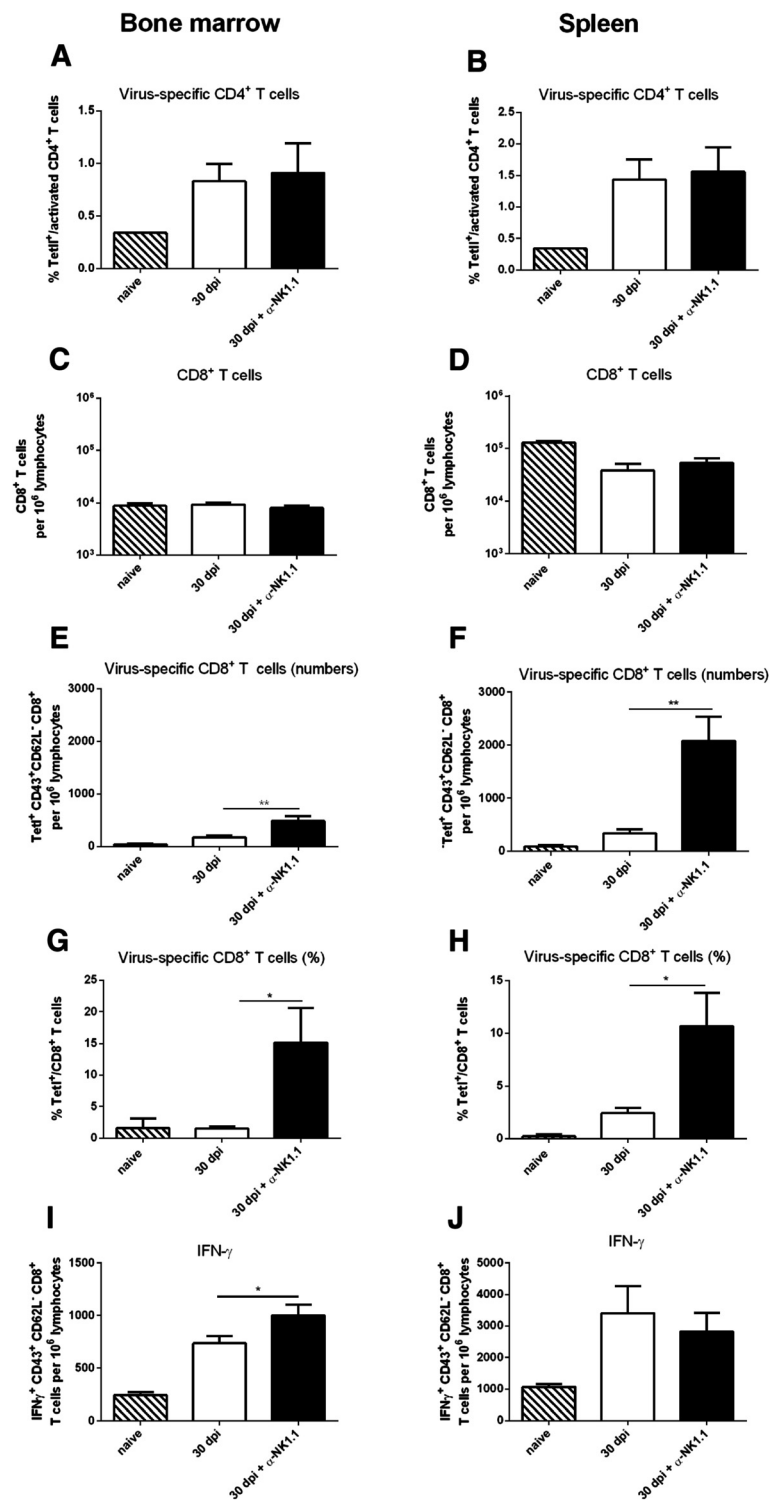 Bone marrow
Spleen
A
Virus-specific CD4⁺ T cells
% TetII⁺/activated CD4⁺ T cells
1.5
1.0
0.5
0.0
naive
30 dpi
30 dpi + α-NK1.1
B
Virus-specific CD4⁺ T cells
% TetII⁺/activated CD4⁺ T cells
2.5
2.0
1.5
1.0
0.5
0.0
naive
30 dpi
30 dpi + α-NK1.1
C
CD8⁺ T cells
CD8⁺ T cells
per 10⁶ lymphocytes
10⁶
10⁵
10⁴
10³
naive
30 dpi
30 dpi + α-NK1.1
D
CD8⁺ T cells
CD8⁺ T cells
per 10⁶ lymphocytes
10⁶
10⁵
10⁴
10³
naive
30 dpi
30 dpi + α-NK1.1
E
Virus-specific CD8⁺ T cells (numbers)
TetI⁺ CD43⁺CD62L⁻ CD8⁺
per 10⁶ lymphocytes
3000
2000
1000
0
**
naive
30 dpi
30 dpi + α-NK1.1
F
Virus-specific CD8⁺ T cells (numbers)
TetI⁺ CD43⁺CD62L⁻ CD8⁺
per 10⁶ lymphocytes
3000
2000
1000
0
**
naive
30 dpi
30 dpi + α-NK1.1
G
Virus-specific CD8⁺ T cells (%)
% TetI⁺/CD8⁺ T cells
25
20
15
10
5
0
*
naive
30 dpi
30 dpi + α-NK1.1
H
Virus-specific CD8⁺ T cells (%)
% TetI⁺/CD8⁺ T cells
15
10
5
0
*
naive
30 dpi
30 dpi + α-NK1.1
I
IFN-γ
IFNγ⁺ CD43⁺ CD62L⁻ CD8⁺
T cells per 10⁶ lymphocytes
1500
1000
500
0
*
naive
30 dpi
30 dpi + α-NK1.1
J
IFN-γ
IFNγ⁺ CD43⁺ CD62L⁻ CD8⁺
T cells per 10⁶ lymphocytes
5000
4000
3000
2000
1000
0
naive
30 dpi
30 dpi + α-NK1.1